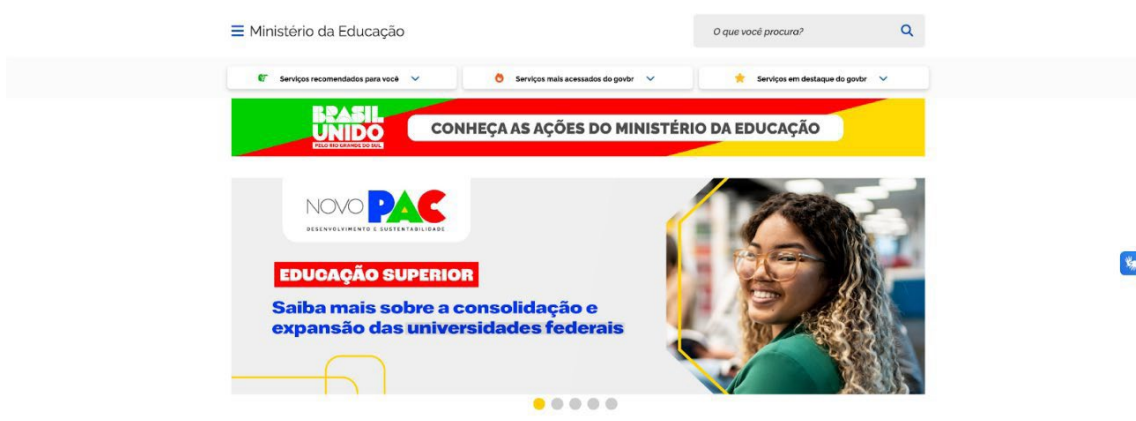 Ministério da Educação
O que você procura?
Serviços recomendados para você
Serviços mais acessados do govbr
Serviços em destaque do govbr
BRASIL
UNIDO
PELO RIO GRANDE DO SUL
CONHEÇA AS AÇÕES DO MINISTÉRIO DA EDUCAÇÃO
NOVO PAC
DESENVOLVIMENTO E SUSTENTABILIDADE
EDUCAÇÃO SUPERIOR
Saiba mais sobre a consolidação e
expansão das universidades federais